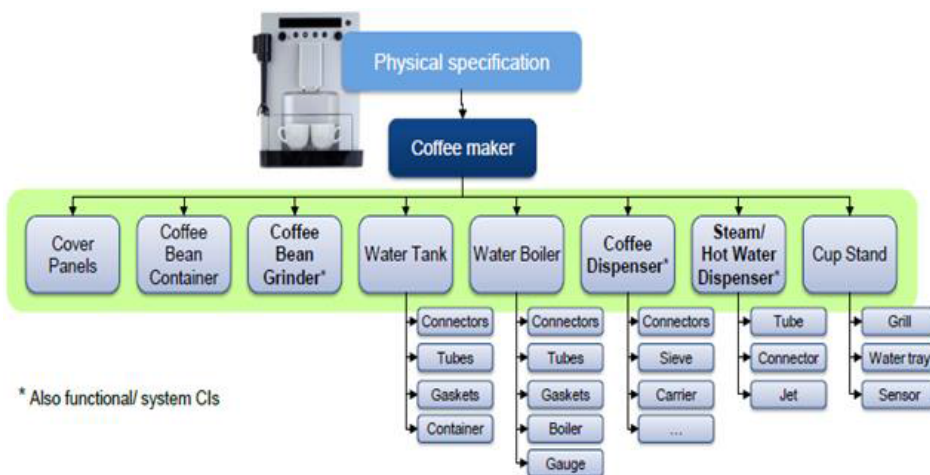 Physical specification
Coffee maker
Cover
Panels
Coffee
Bean
Container
Coffee
Bean
Grinder*
Water Tank
Water Boiler
Coffee
Dispenser*
Steam/
Hot Water
Dispenser*
Cup Stand
Connectors
Tubes
Gaskets
Container
Connectors
Tubes
Gaskets
Boiler
Gauge
Connectors
Sieve
Carrier
...
Tube
Connector
Jet
Grill
Water tray
Sensor
* Also functional/ system CIs